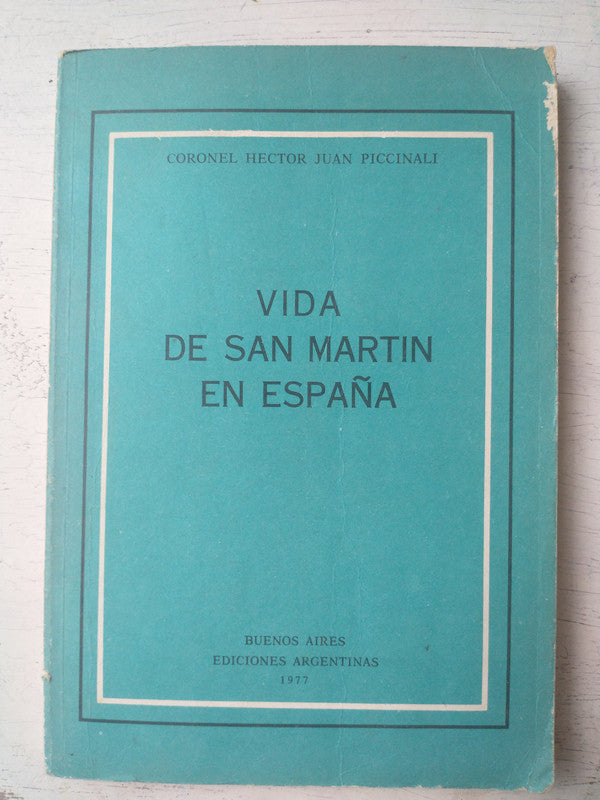 CORONEL HECTOR JUAN PICCINALI
VIDA
DE SAN MARTIN
EN ESPAÑA
BUENOS AIRES
EDICIONES ARGENTINAS
1977